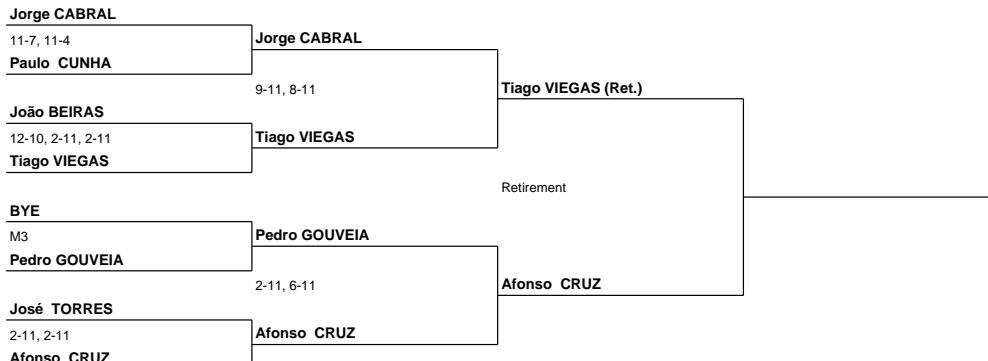 Jorge CABRAL
11-7, 11-4
Jorge CABRAL
Paulo CUNHA
9-11, 8-11
Tiago VIEGAS (Ret.)
João BEIRAS
12-10, 2-11, 2-11
Tiago VIEGAS
Tiago VIEGAS
Retirement
BYE
M3
Pedro GOUVEIA
Pedro GOUVEIA
2-11, 6-11
Afonso CRUZ
José TORRES
2-11, 2-11
Afonso CRUZ
Afonso CRUZ